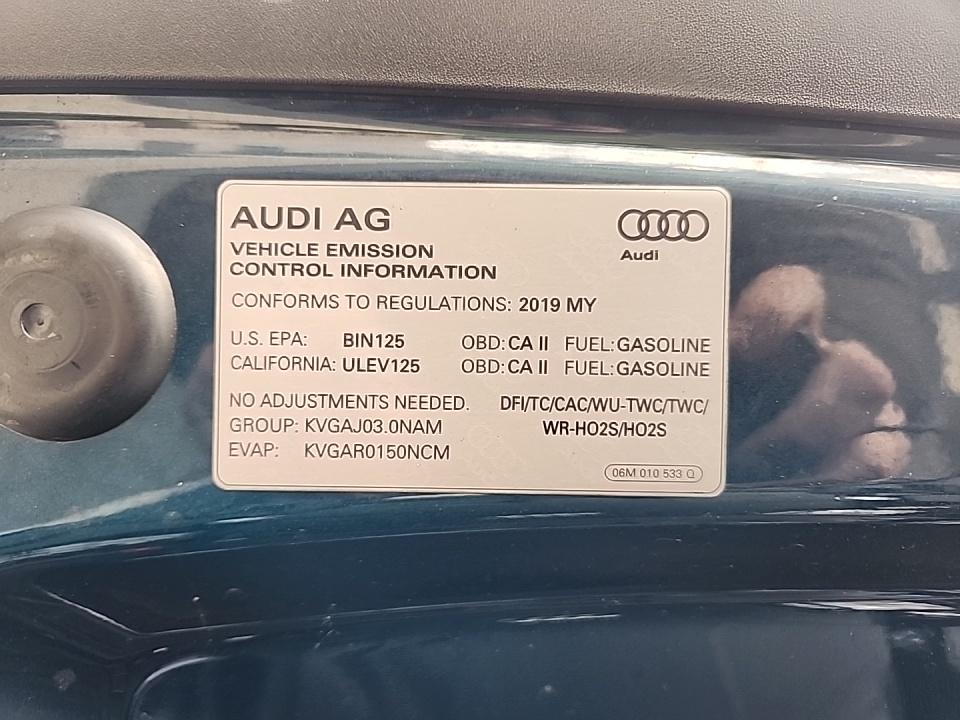 AUDI AG
Audi
VEHICLE EMISSION
CONTROL INFORMATION
CONFORMS TO REGULATIONS: 2019 MY
U.S. EPA: BIN125 OBD: CA II FUEL: GASOLINE
CALIFORNIA: ULEV125 OBD: CA II FUEL: GASOLINE
NO ADJUSTMENTS NEEDED. DFI/TC/CAC/WU-TWC/TWC/
GROUP: KVGAJ03.0NAM WR-HO2S/HO2S
EVAP: KVGAR0150NCM
06M 010 533 Q